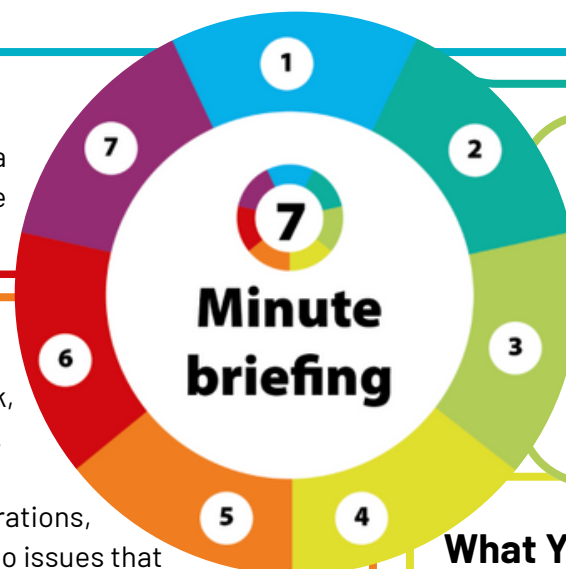 1
2
3
4
5
6
7
7
Minute
briefing
a
e
k,
rations,
o issues that
What Y